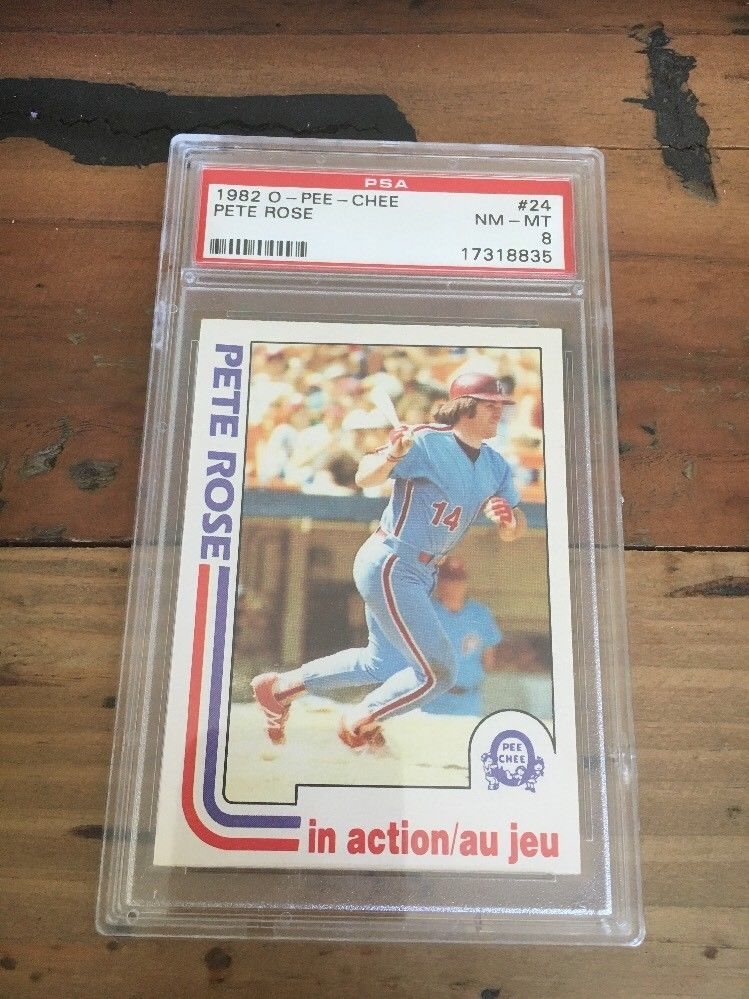 PSA
1982 O-PEE-CHEE #24
PETE ROSE NM-MT
8
17318835
PETE ROSE
14
PEE
CHEE
in action/au jeu